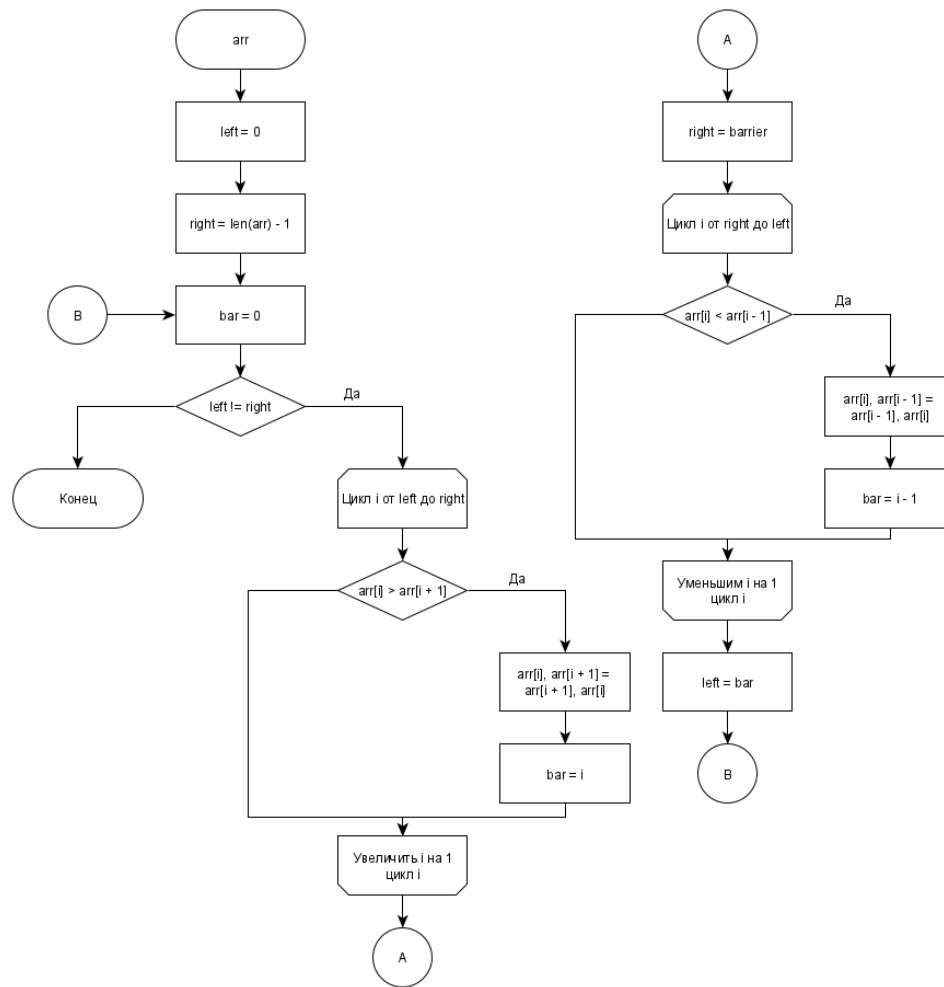 arr
left = 0
right = len(arr) - 1
B
bar = 0
left != right
Да
Конец
Цикл i от left до right
arr[i] > arr[i + 1]
Да
arr[i], arr[i + 1] =
arr[i + 1], arr[i]
bar = i
Увеличить i на 1
цикл i
A
A
right = barrier
Цикл i от right до left
arr[i] < arr[i - 1]
Да
arr[i], arr[i - 1] =
arr[i - 1], arr[i]
bar = i - 1
Уменьшим i на 1
цикл i
left = bar
B